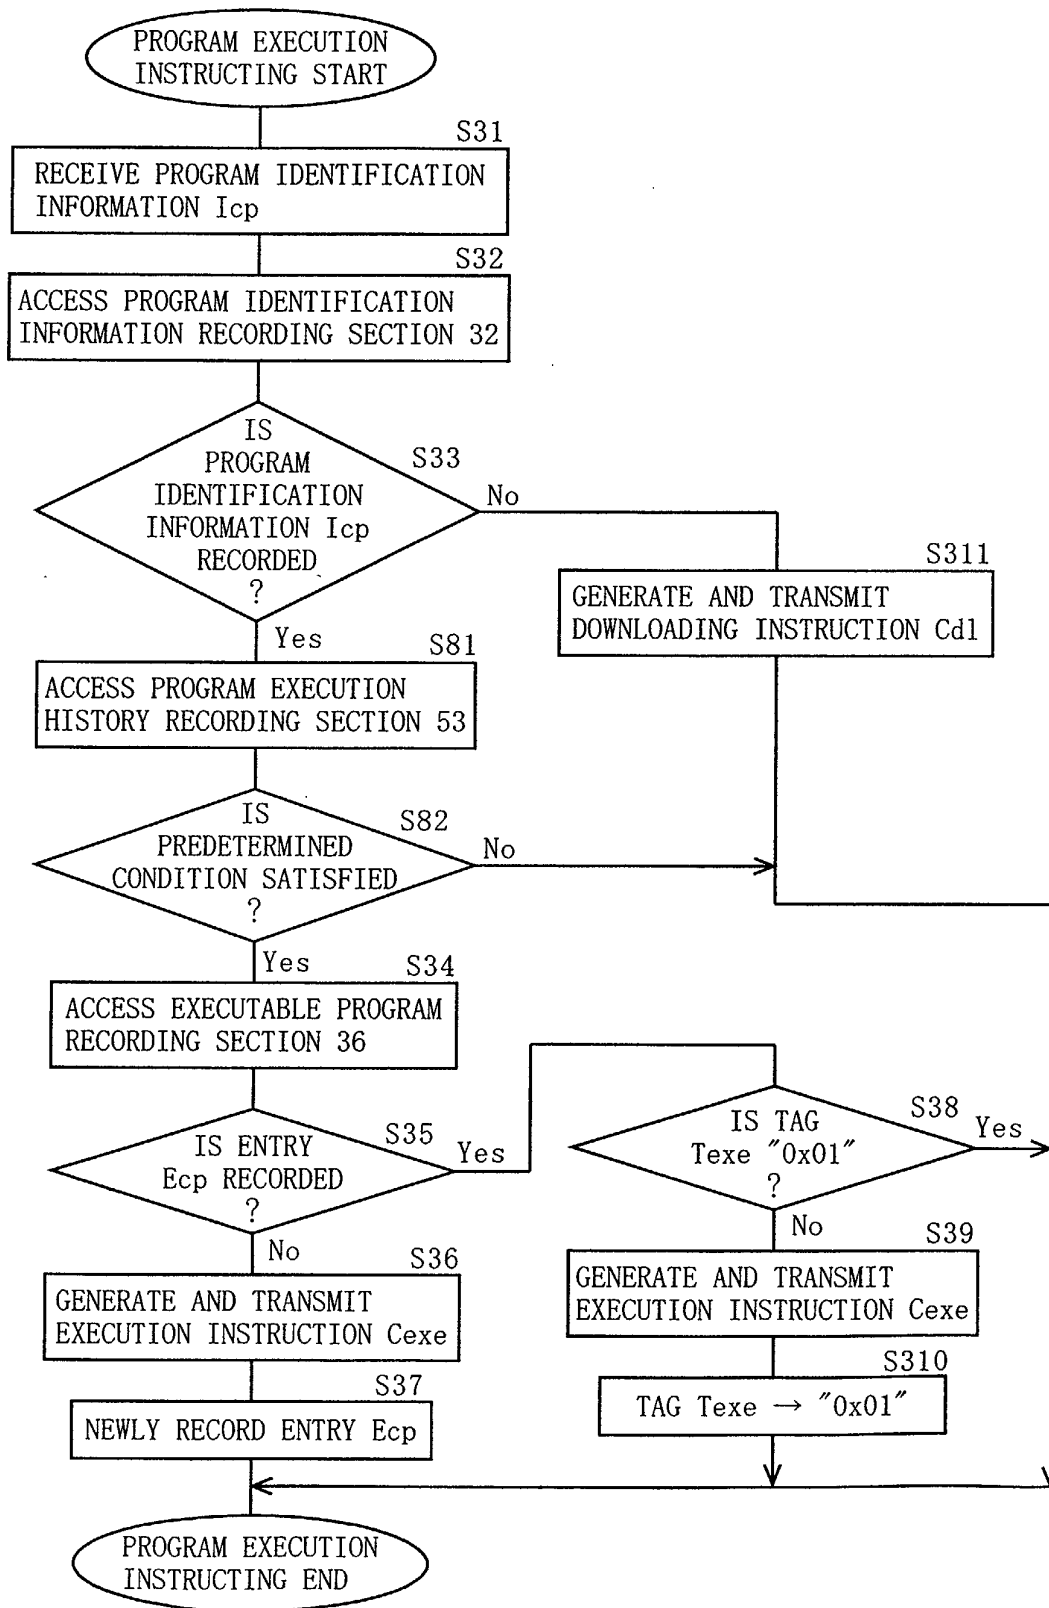 PROGRAM EXECUTION
INSTRUCTING START
S31
RECEIVE PROGRAM IDENTIFICATION
INFORMATION Icp
S32
ACCESS PROGRAM IDENTIFICATION
INFORMATION RECORDING SECTION 32
IS
PROGRAM
IDENTIFICATION
INFORMATION Icp
RECORDED
?
S33
No
Yes
S311
GENERATE AND TRANSMIT
DOWNLOADING INSTRUCTION Cdl
S81
ACCESS PROGRAM EXECUTION
HISTORY RECORDING SECTION 53
IS
PREDETERMINED
CONDITION SATISFIED
?
S82
No
Yes
S34
ACCESS EXECUTABLE PROGRAM
RECORDING SECTION 36
IS ENTRY
Ecp RECORDED
?
S35
Yes
No
IS TAG
Texe "0x01"
?
S38
Yes
No
S36
GENERATE AND TRANSMIT
EXECUTION INSTRUCTION Cexe
S39
GENERATE AND TRANSMIT
EXECUTION INSTRUCTION Cexe
S37
NEWLY RECORD ENTRY Ecp
S310
TAG Texe → "0x01"
PROGRAM EXECUTION
INSTRUCTING END